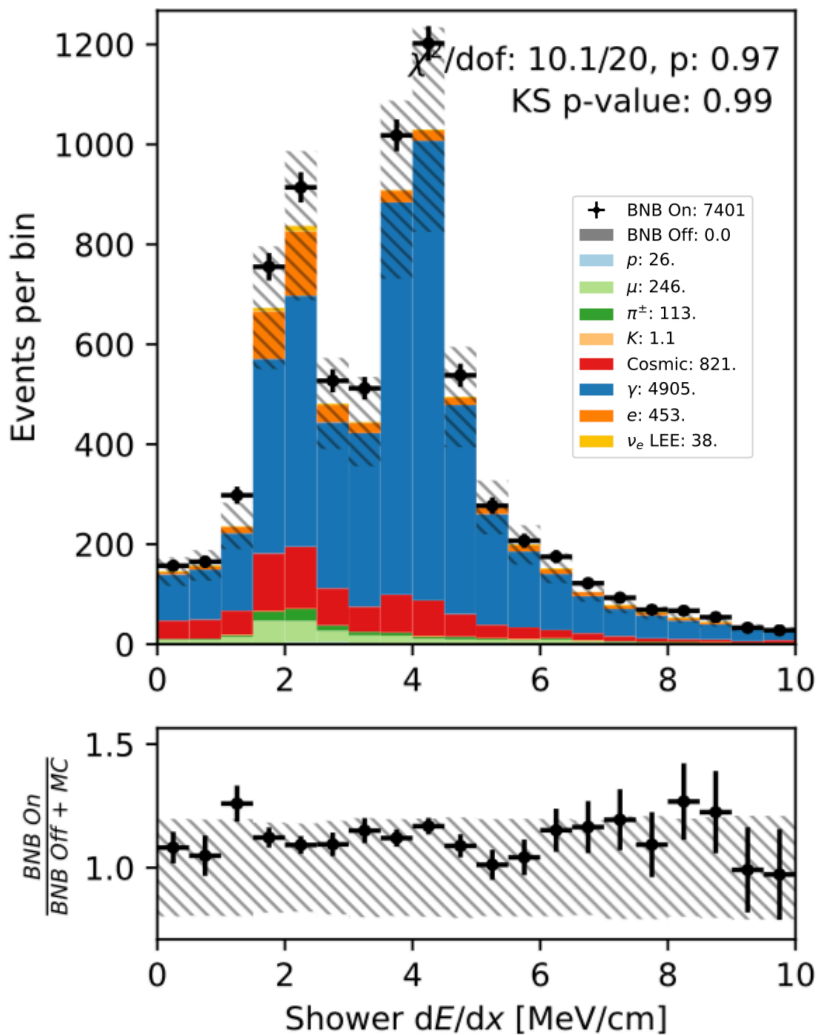 χ²/dof: 10.1/20, p: 0.97
KS p-value: 0.99
1200
1000
800
600
400
200
0
Events per bin
BNB On: 7401
BNB Off: 0.0
p: 26.
μ: 246.
π±: 113.
K: 1.1
Cosmic: 821.
γ: 4905.
e: 453.
νₑ LEE: 38.
0 2 4 6 8 10
1.5
1.0
BNB On
BNB Off + MC
0 2 4 6 8 10
Shower dE/dx [MeV/cm]